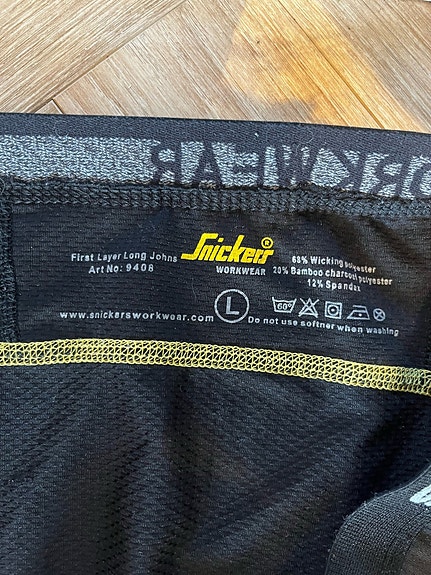 First Layer Long Johns
Art No: 9408
Snickers®
WORKWEAR
68% Wicking polyester
20% Bamboo charcoal polyester
12% Spandex
www.snickersworkwear.com
L
60°
Do not use softner when washing